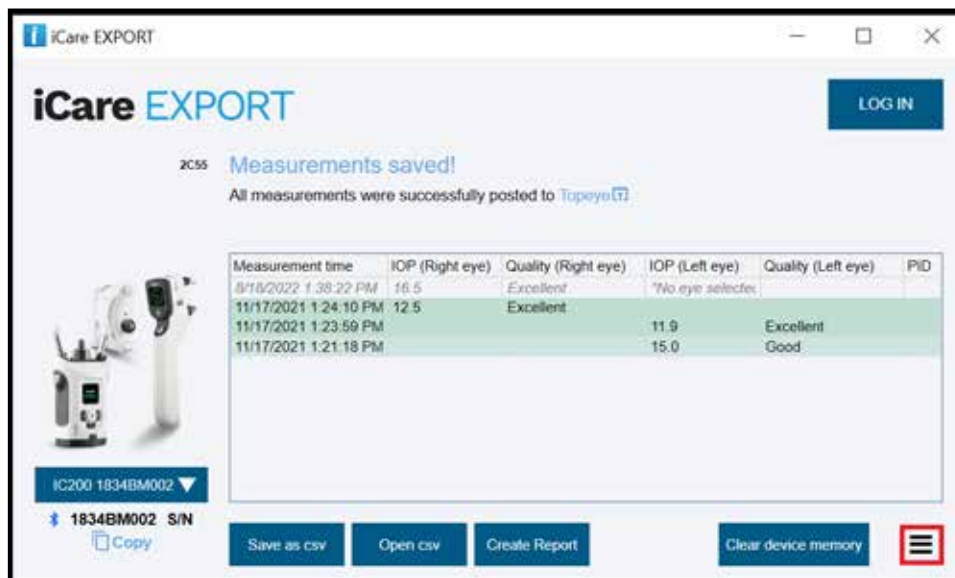 iCare EXPORT
iCare EXPORT
LOG IN
2C55
Measurements saved!
All measurements were successfully posted to Topeye
Measurement time IOP (Right eye) Quality (Right eye) IOP (Left eye) Quality (Left eye) PID
8/18/2022 1:38:22 PM 16.5 Excellent "No eye selected
11/17/2021 1:24:10 PM 12.5 Excellent
11/17/2021 1:23:59 PM 11.9 Excellent
11/17/2021 1:21:18 PM 15.0 Good
IC200 1834BM002
1834BM002 S/N
Copy
Save as csv Open csv Create Report Clear device memory